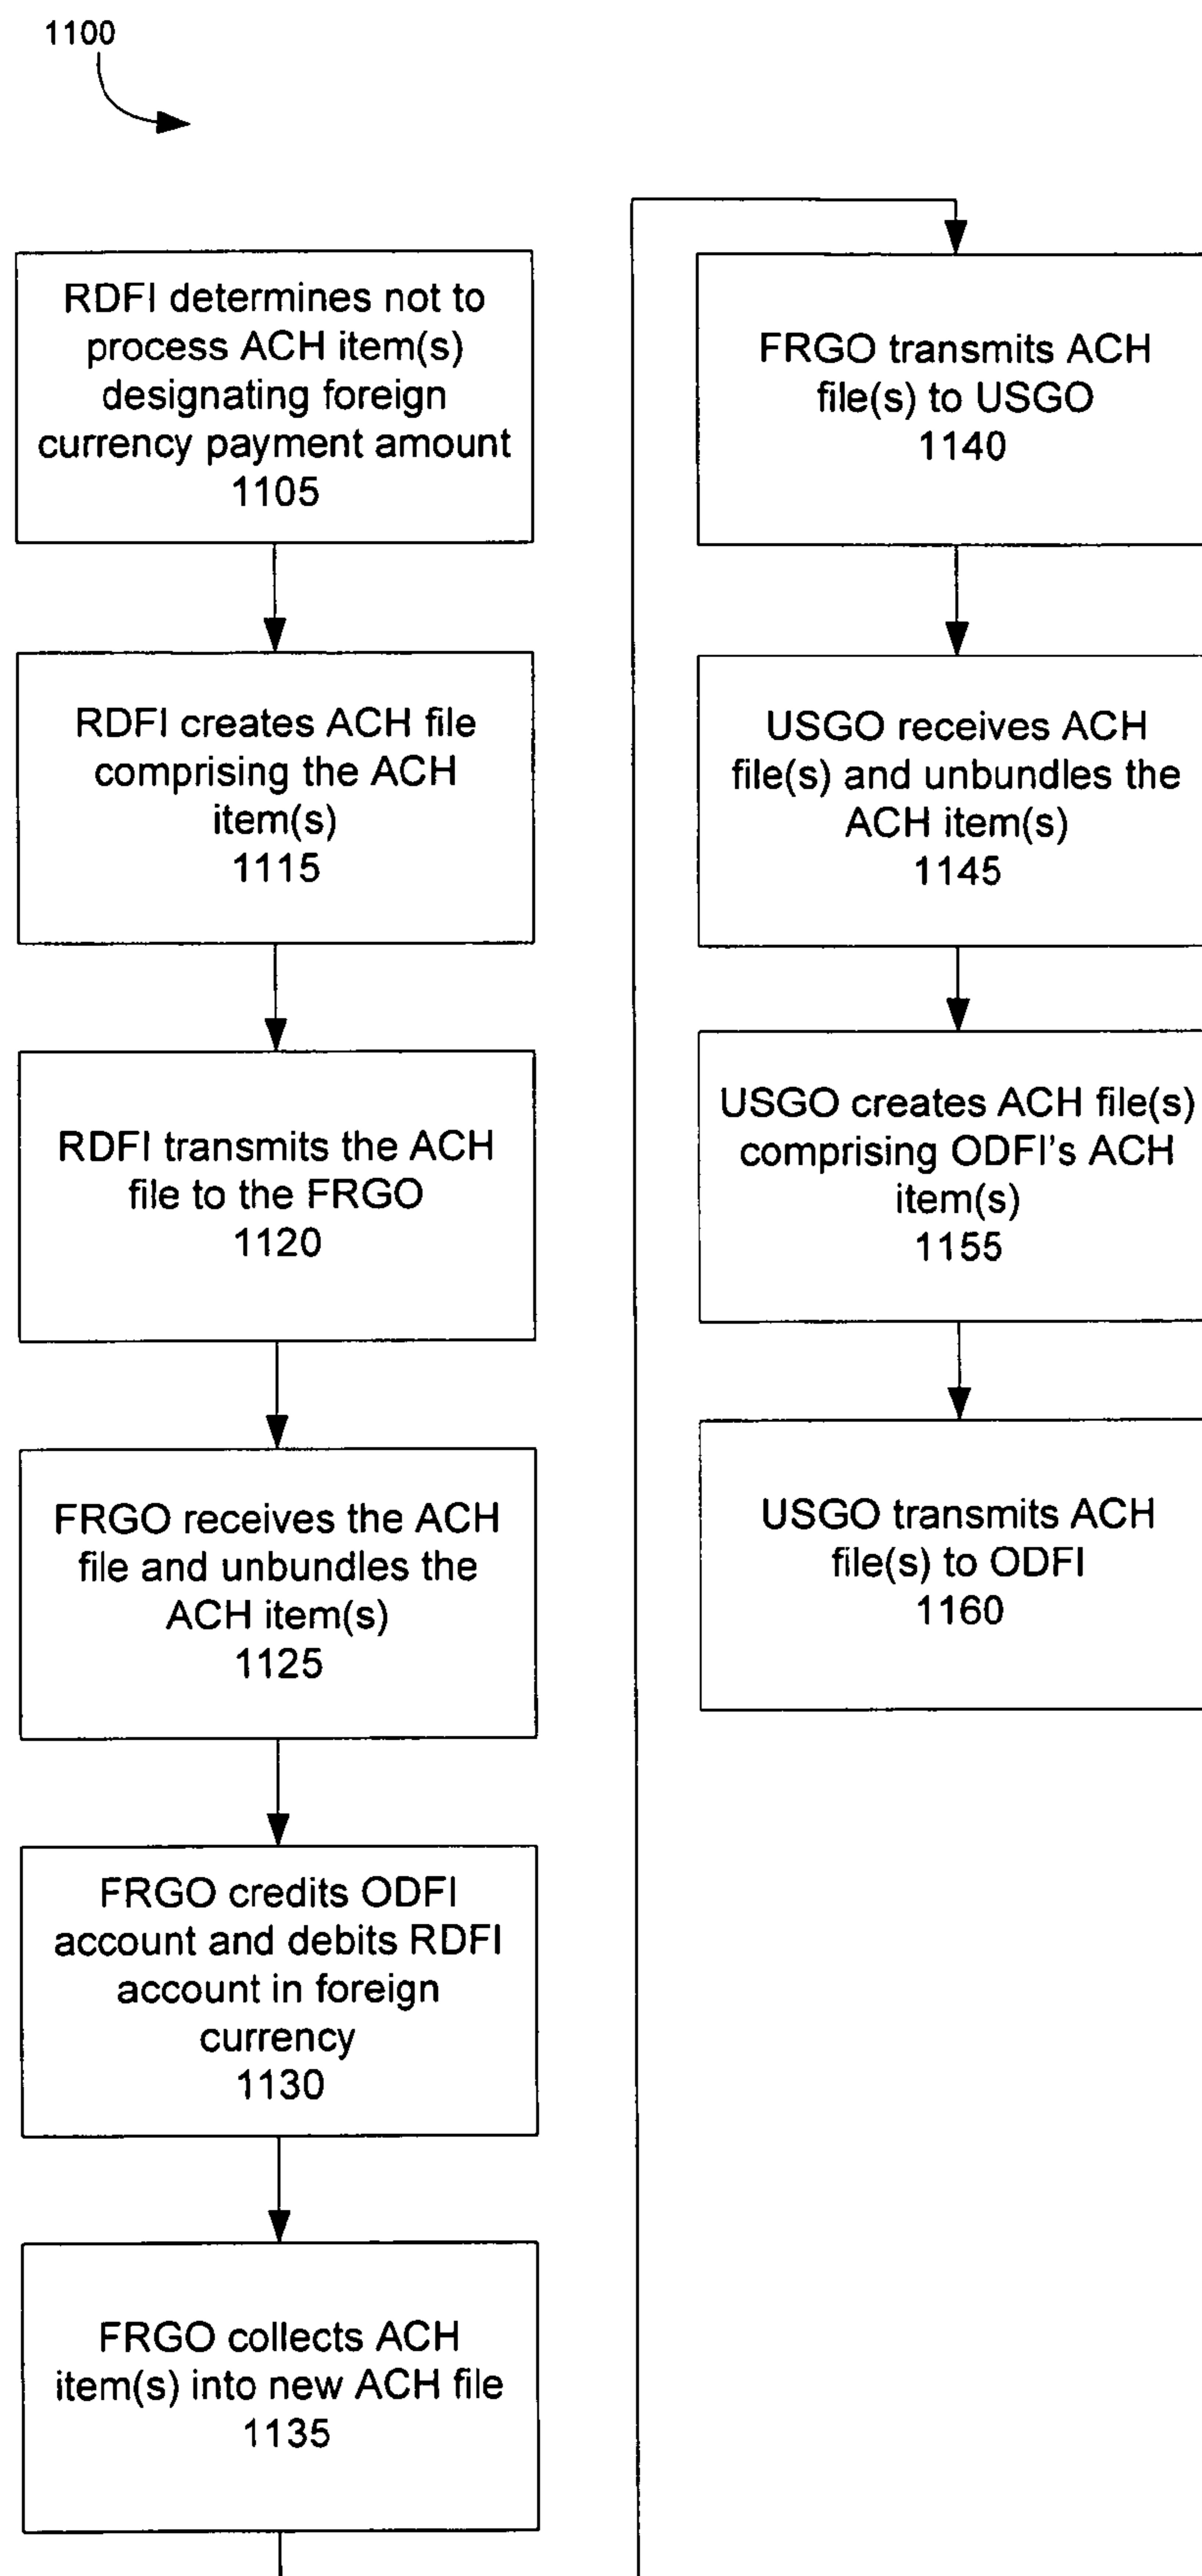 1100
RDFI determines not to
process ACH item(s)
designating foreign
currency payment amount
1105
RDFI creates ACH file
comprising the ACH
item(s)
1115
RDFI transmits the ACH
file to the FRGO
1120
FRGO receives the ACH
file and unbundles the
ACH item(s)
1125
FRGO credits ODFI
account and debits RDFI
account in foreign
currency
1130
FRGO collects ACH
item(s) into new ACH file
1135
FRGO transmits ACH
file(s) to USGO
1140
USGO receives ACH
file(s) and unbundles the
ACH item(s)
1145
USGO creates ACH file(s)
comprising ODFI's ACH
item(s)
1155
USGO transmits ACH
file(s) to ODFI
1160